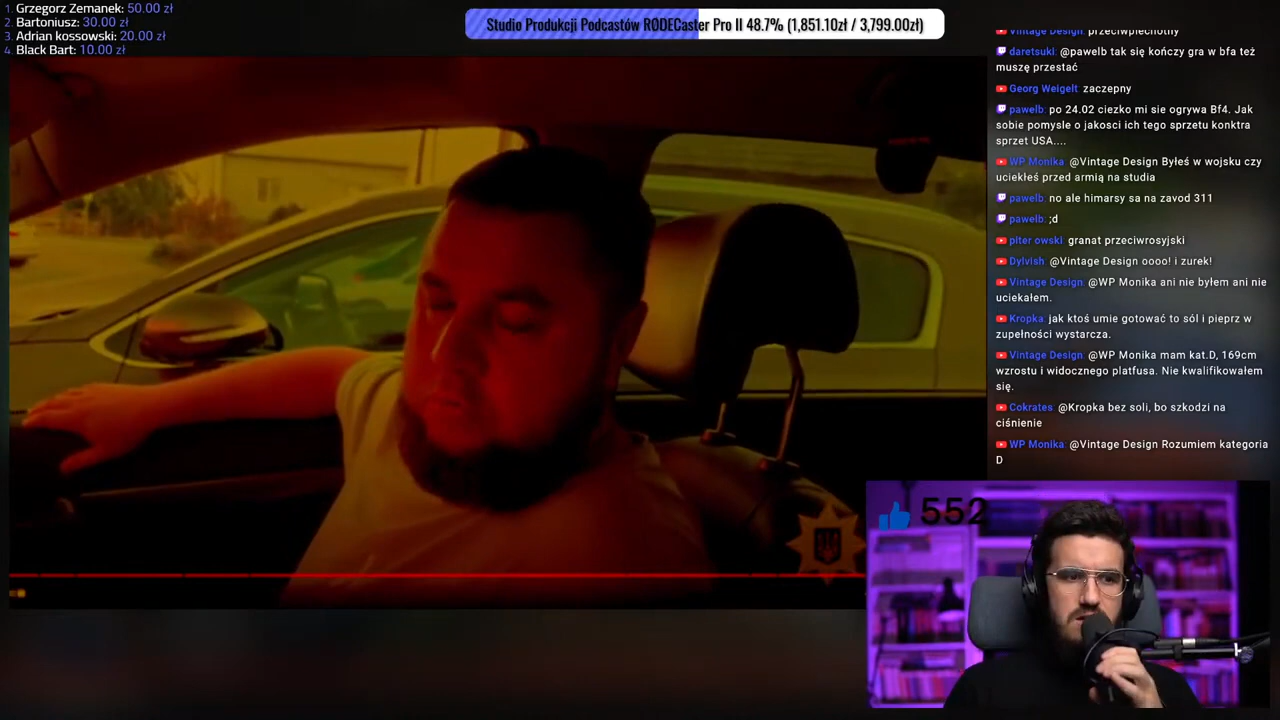 1. Grzegorz Zemanek: 50.00 zł
2. Bartoniusz: 30.00 zł
3. Adrian kossowski: 20.00 zł
4. Black Bart: 10.00 zł
Studio Produkcji Podcastów RØDECaster Pro II 48.7% (1,851.10zł / 3,799.00zł)
Vintage Design: przeciwpiechotny
daretsuki: @pawelb tak się kończy gra w bfa też
muszę przestać
Georg Weigelt: zaczepny
pawelb: po 24.02 ciezko mi sie ogrywa Bf4. Jak
sobie pomysle o jakosci ich tego sprzetu konktra
sprzet USA....
WP Monika: @Vintage Design Byłeś w wojsku czy
uciekłeś przed armią na studia
pawelb: no ale himarsy sa na zavod 311
pawelb: ;d
piter owski: granat przeciwrosyjski
Dylvish: @Vintage Design oooo! i zurek!
Vintage Design: @WP Monika ani nie byłem ani nie
uciekałem.
Kropka: jak ktoś umie gotować to sól i pieprz w
zupełności wystarcza.
Vintage Design: @WP Monika mam kat.D, 169cm
wzrostu i widocznego platfusa. Nie kwalifikowałem
się.
Cokrates: @Kropka bez soli, bo szkodzi na
ciśnienie
WP Monika: @Vintage Design Rozumiem kategoria
D
552